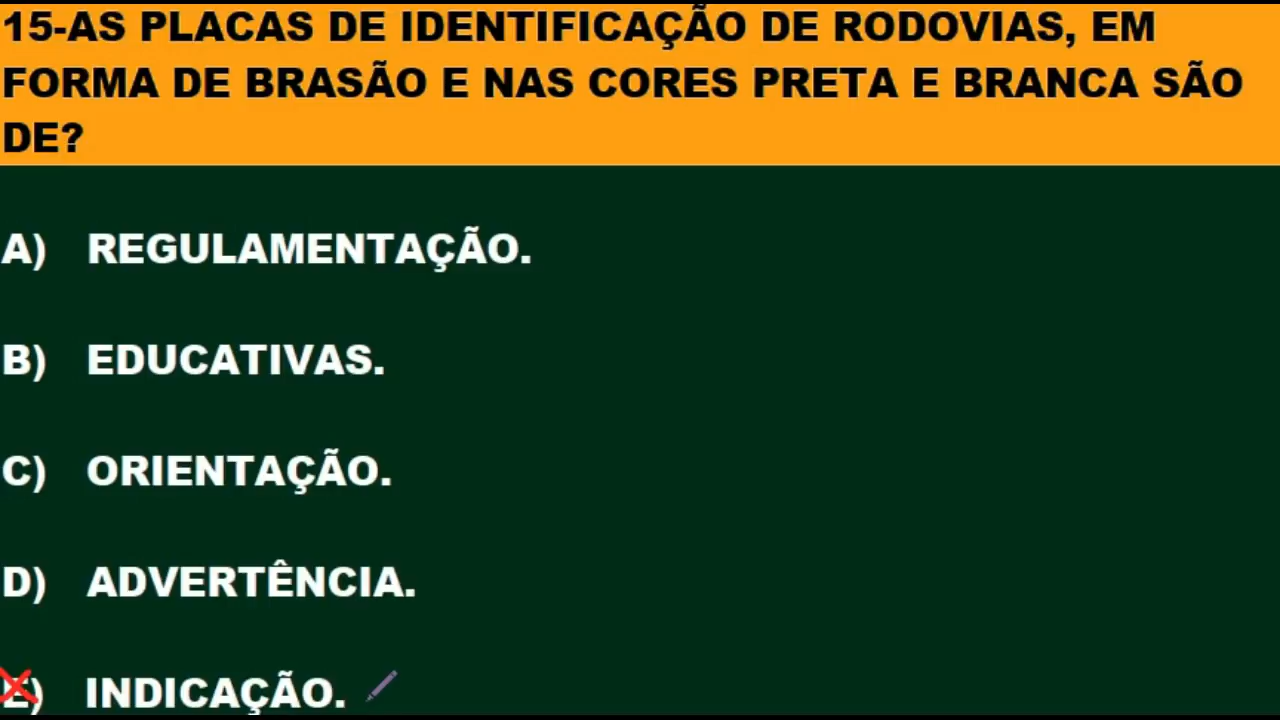 15-AS PLACAS DE IDENTIFICAÇÃO DE RODOVIAS, EM
FORMA DE BRASÃO E NAS CORES PRETA E BRANCA SÃO
DE?
A) REGULAMENTAÇÃO.
B) EDUCATIVAS.
C) ORIENTAÇÃO.
D) ADVERTÊNCIA.
E) INDICAÇÃO.